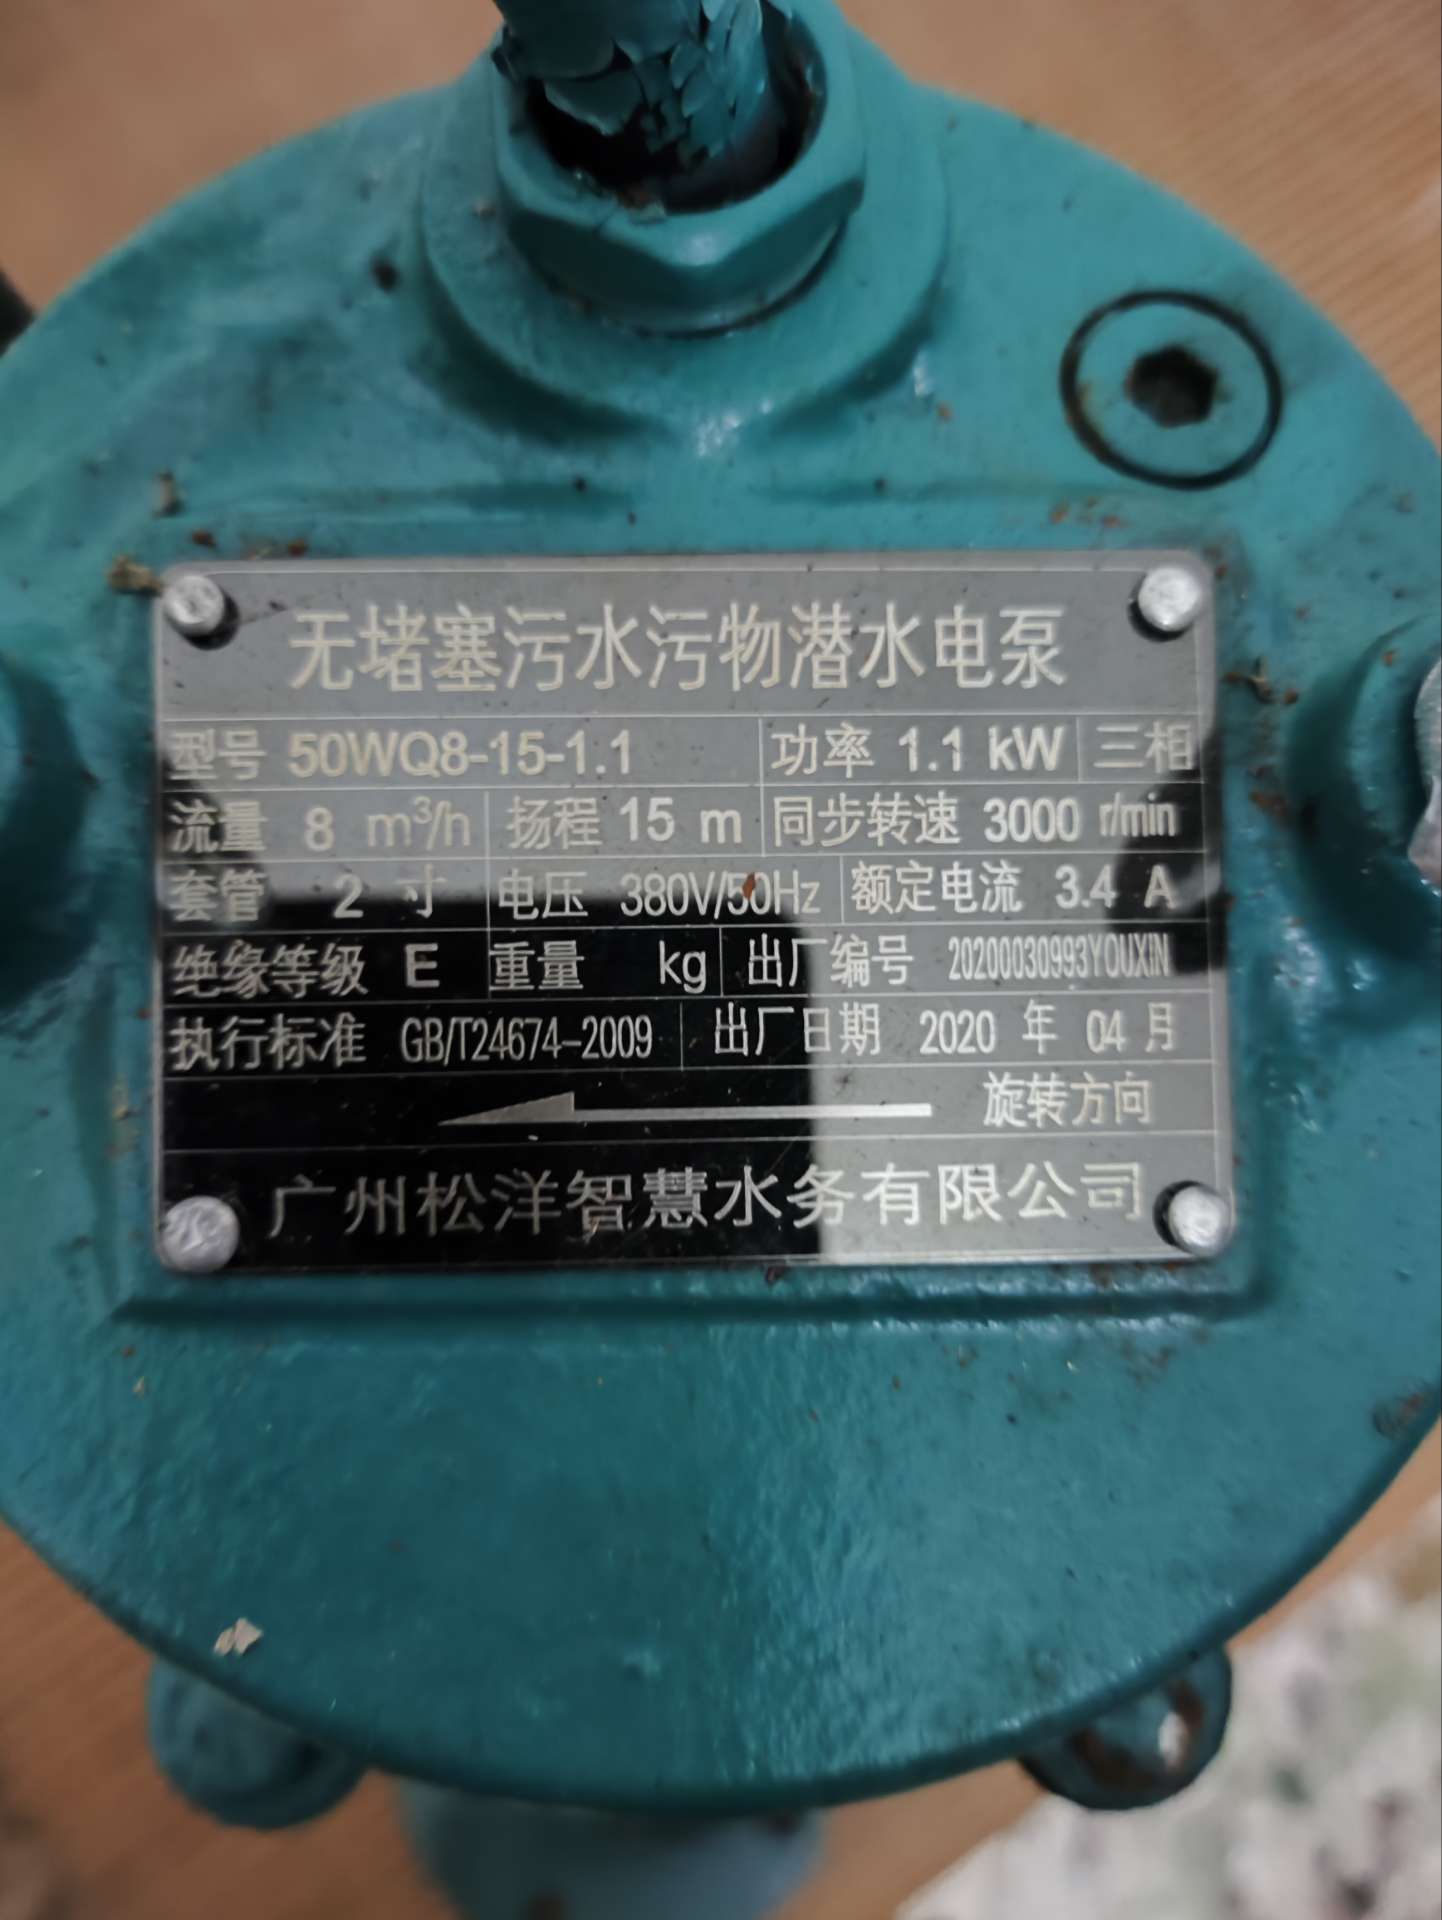 无堵塞污水污物潜水电泵
型号 50WQ8-15-1.1 功率 1.1 kW 三相
流量 8 m³/h 扬程 15 m 同步转速 3000 r/min
套管 2 寸 电压 380V/50Hz 额定电流 3.4 A
绝缘等级 E 重量 kg 出厂编号 20200030993YOUXIN
执行标准 GB/T24674-2009 出厂日期 2020 年 04 月
旋转方向
广州松洋智慧水务有限公司